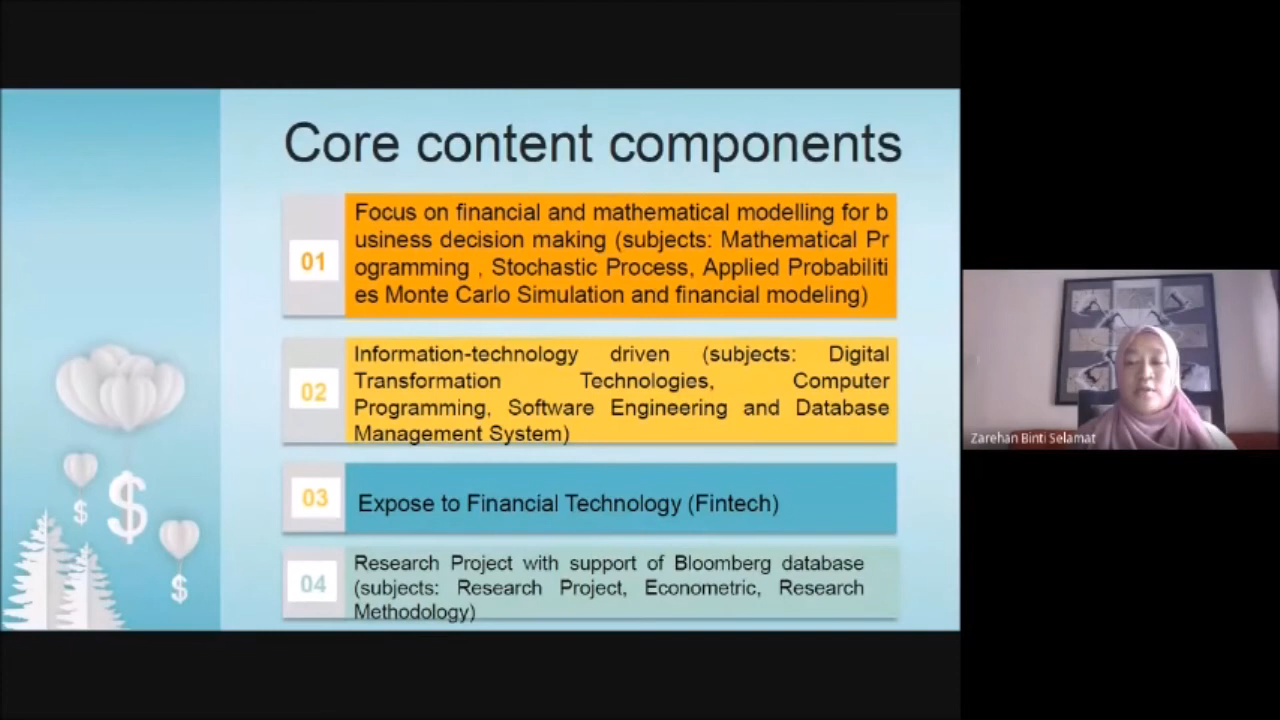 Core content components
01
Focus on financial and mathematical modelling for b
usiness decision making (subjects: Mathematical Pr
ogramming , Stochastic Process, Applied Probabiliti
es Monte Carlo Simulation and financial modeling)
02
Information-technology driven (subjects: Digital
Transformation Technologies, Computer
Programming, Software Engineering and Database
Management System)
03
Expose to Financial Technology (Fintech)
04
Research Project with support of Bloomberg database
(subjects: Research Project, Econometric, Research
Methodology)
$
$
$
Zarehan Binti Selamat